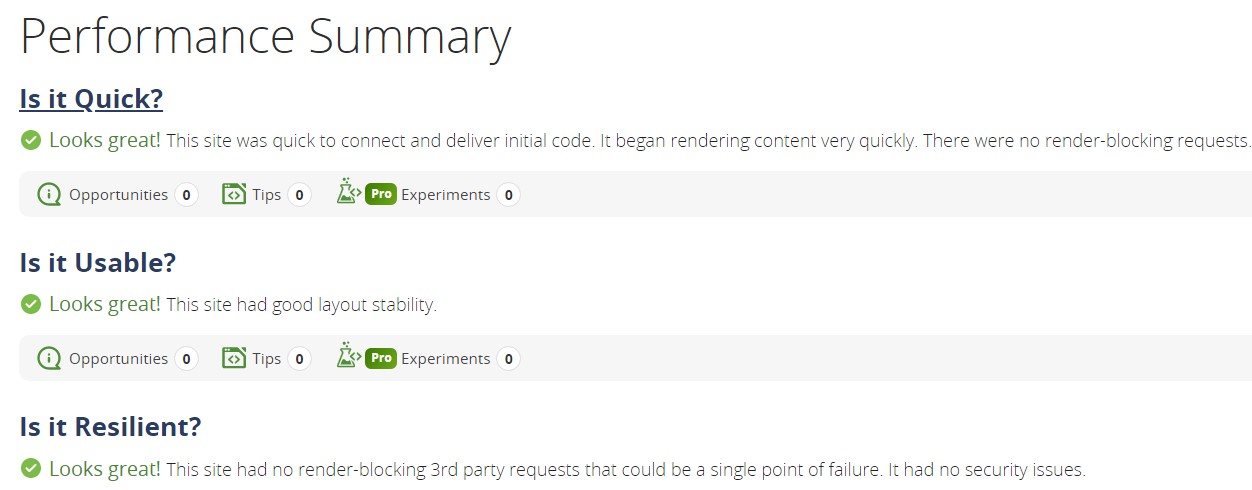 Performance Summary
Is it Quick?
Looks great! This site was quick to connect and deliver initial code. It began rendering content very quickly. There were no render-blocking requests.
Opportunities 0 Tips 0 Pro Experiments 0
Is it Usable?
Looks great! This site had good layout stability.
Opportunities 0 Tips 0 Pro Experiments 0
Is it Resilient?
Looks great! This site had no render-blocking 3rd party requests that could be a single point of failure. It had no security issues.